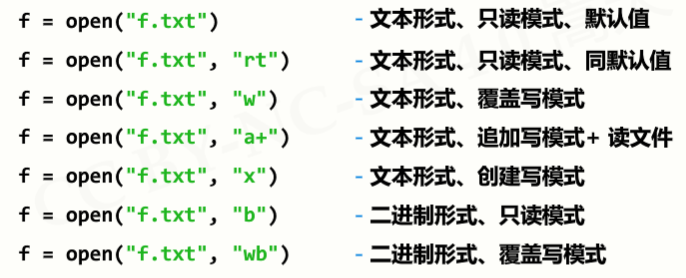 f = open("f.txt") - 文本形式、只读模式、默认值
f = open("f.txt", "rt") - 文本形式、只读模式、同默认值
f = open("f.txt", "w") - 文本形式、覆盖写模式
f = open("f.txt", "a+") - 文本形式、追加写模式+ 读文件
f = open("f.txt", "x") - 文本形式、创建写模式
f = open("f.txt", "b") - 二进制形式、只读模式
f = open("f.txt", "wb") - 二进制形式、覆盖写模式